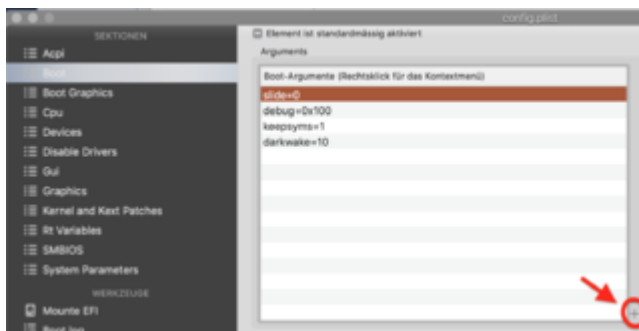 config.plist
SEKTIONEN
Acpi
Boot
Boot Graphics
Cpu
Devices
Disable Drivers
Gui
Graphics
Kernel and Kext Patches
Rt Variables
SMBIOS
System Parameters
WERKZEUGE
Mounte EFI
Boot log
Element ist standardmässig aktiviert
Arguments
Boot-Argumente (Rechtsklick für das Kontextmenü)
slide=0
debug=0x100
keepsyms=1
darkwake=10